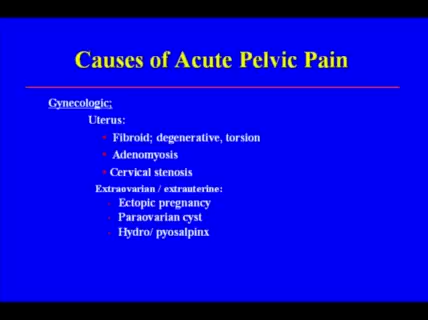 Causes of Acute Pelvic Pain
Gynecologic;
Uterus:
Fibroid; degenerative, torsion
Adenomyosis
Cervical stenosis
Extraovarian / extrauterine:
Ectopic pregnancy
Paraovarian cyst
Hydro/ pyosalpinx